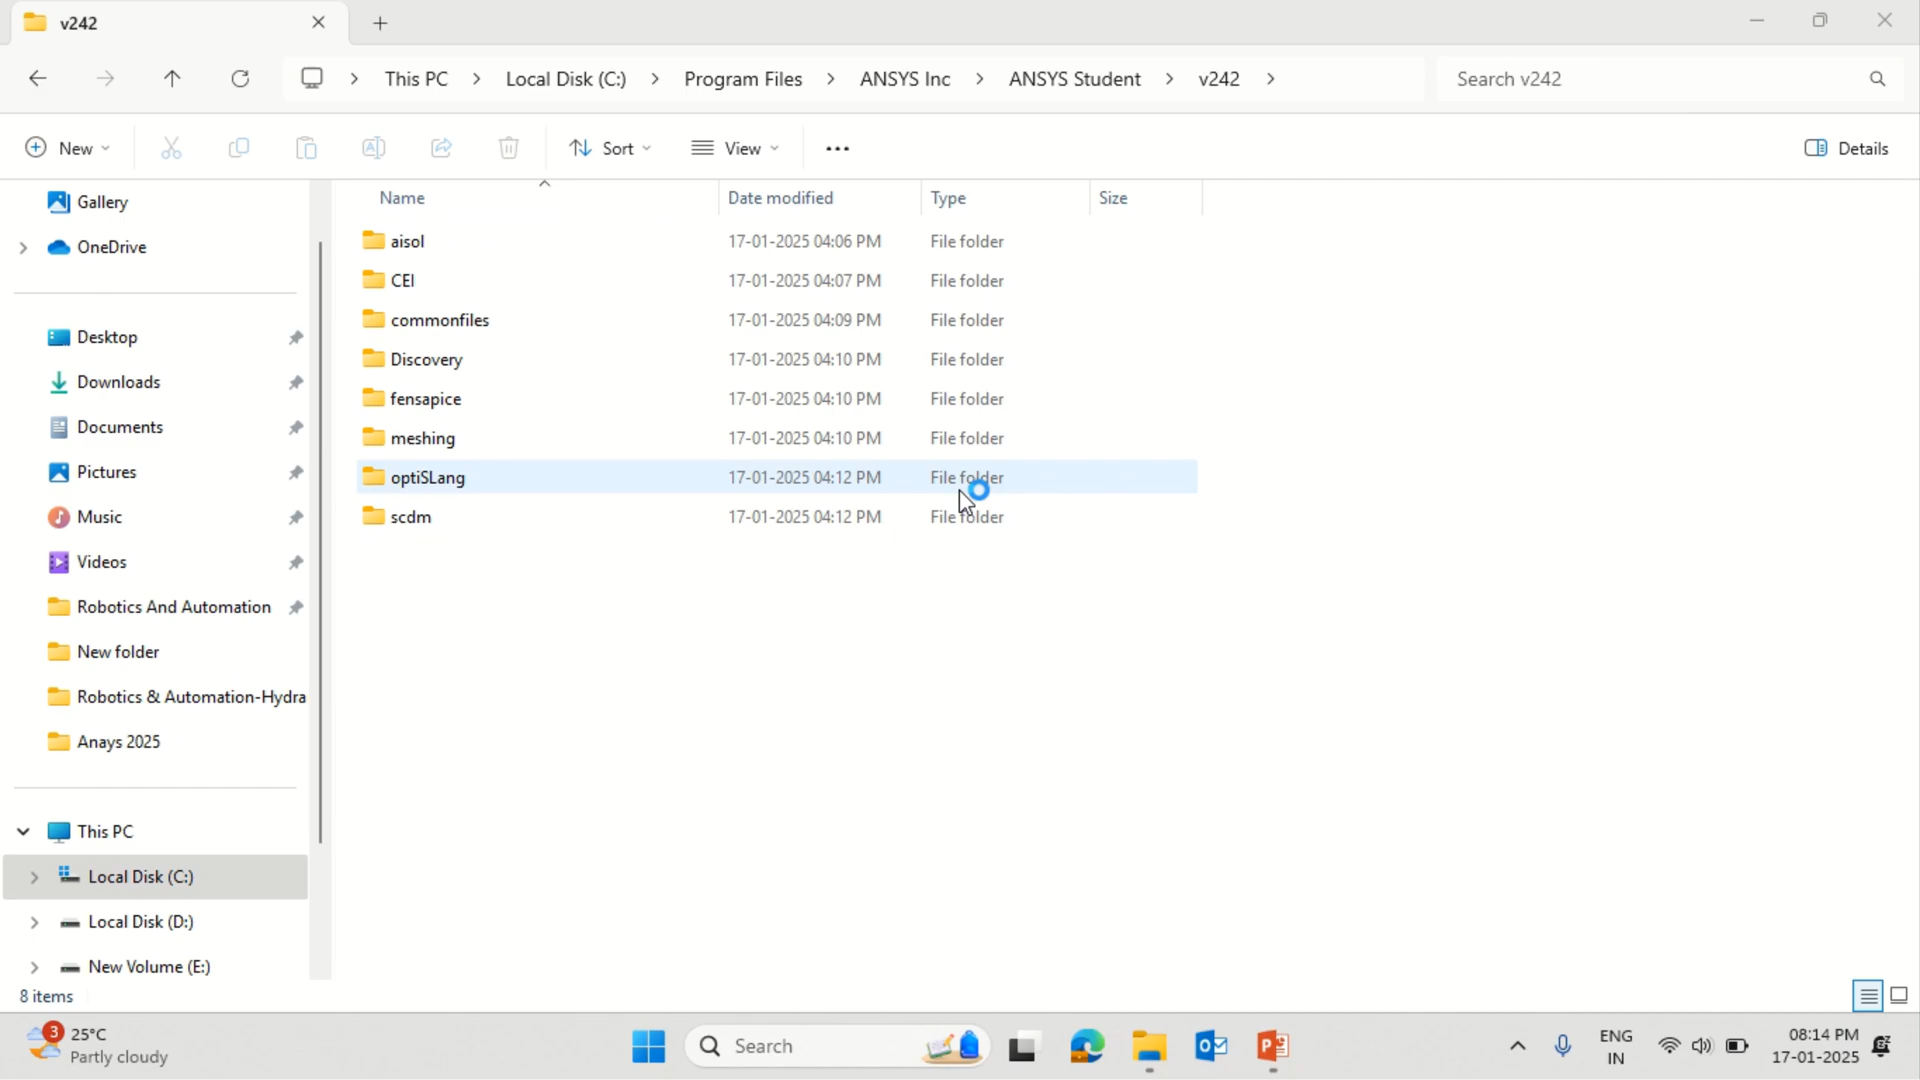 v242
This PC > Local Disk (C:) > Program Files > ANSYS Inc > ANSYS Student > v242 >
Search v242
New
Sort
View
Details
Gallery
OneDrive
Desktop
Downloads
Documents
Pictures
Music
Videos
Robotics And Automation
New folder
Robotics & Automation-Hydra
Anays 2025
This PC
Local Disk (C:)
Local Disk (D:)
New Volume (E:)
Name Date modified Type Size
aisol 17-01-2025 04:06 PM File folder
CEI 17-01-2025 04:07 PM File folder
commonfiles 17-01-2025 04:09 PM File folder
Discovery 17-01-2025 04:10 PM File folder
fensapice 17-01-2025 04:10 PM File folder
meshing 17-01-2025 04:10 PM File folder
optiSLang 17-01-2025 04:12 PM File folder
scdm 17-01-2025 04:12 PM File folder
8 items
3
25°C
Partly cloudy
Search
ENG
IN
08:14 PM
17-01-2025